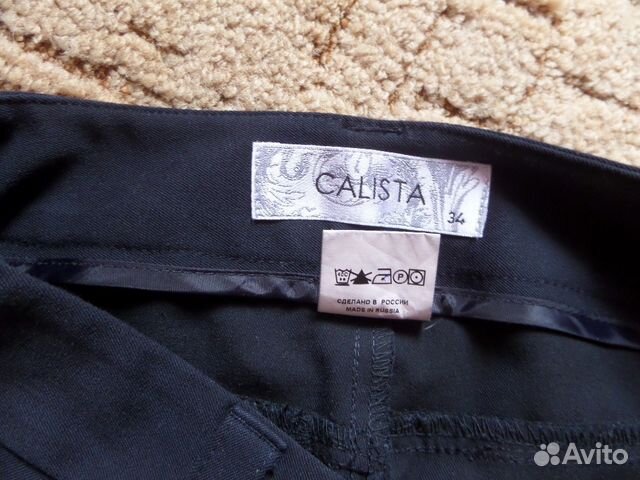 CALISTA
34
P
СДЕЛАНО В РОССИИ
MADE IN RUSSIA
Avito